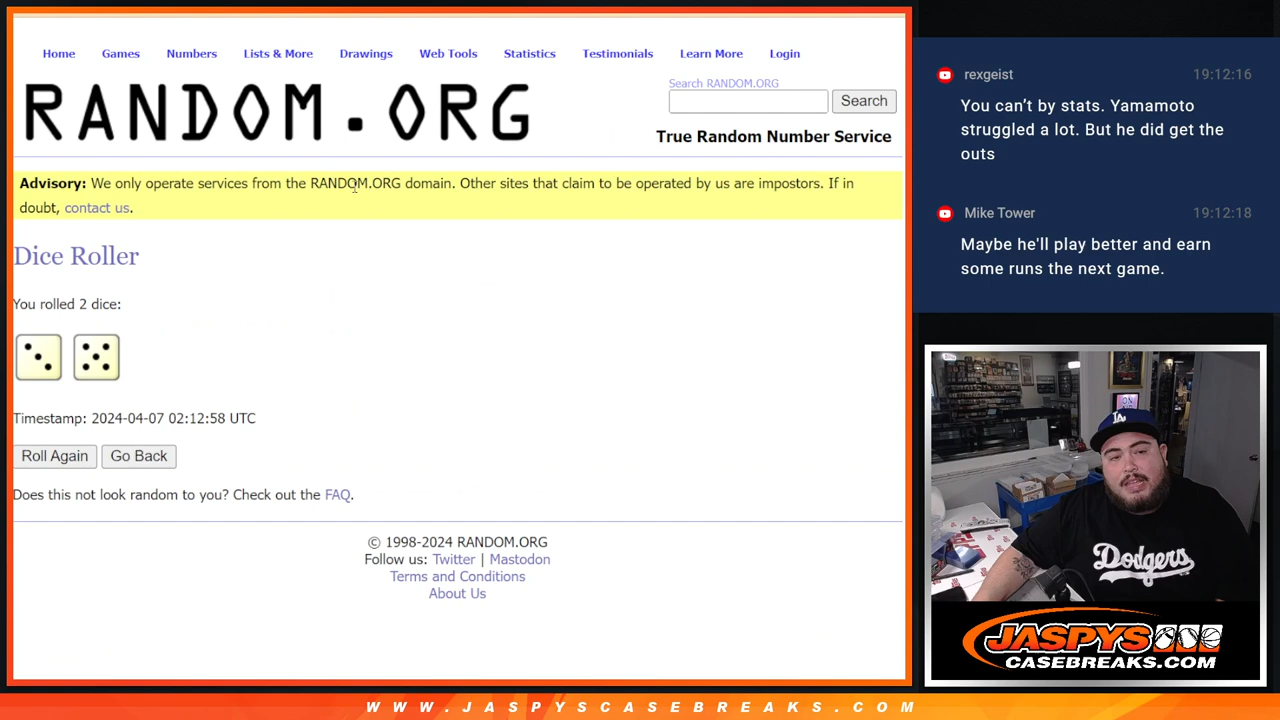 Home Games Numbers Lists & More Drawings Web Tools Statistics Testimonials Learn More Login
RANDOM.ORG
Search RANDOM.ORG
Search
True Random Number Service
Advisory: We only operate services from the RANDOM.ORG domain. Other sites that claim to be operated by us are impostors. If in
doubt, contact us.
Dice Roller
You rolled 2 dice:
Timestamp: 2024-04-07 02:12:58 UTC
Roll Again Go Back
Does this not look random to you? Check out the FAQ.
© 1998-2024 RANDOM.ORG
Follow us: Twitter | Mastodon
Terms and Conditions
About Us
rexgeist 19:12:16
You can’t by stats. Yamamoto
struggled a lot. But he did get the
outs
Mike Tower 19:12:18
Maybe he'll play better and earn
some runs the next game.
ON
LA
Dodgers
JASPYS
CASEBREAKS.COM
WWW.JASPYSCASEBREAKS.COM